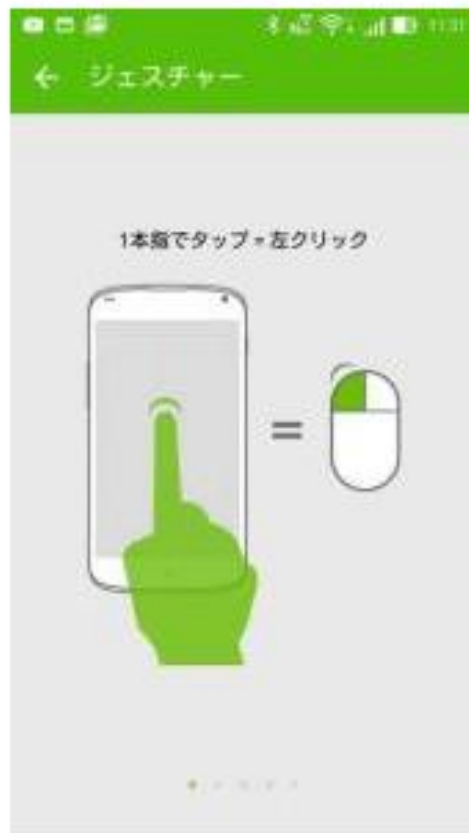 ジェスチャー
1本指でタップ = 左クリック
=